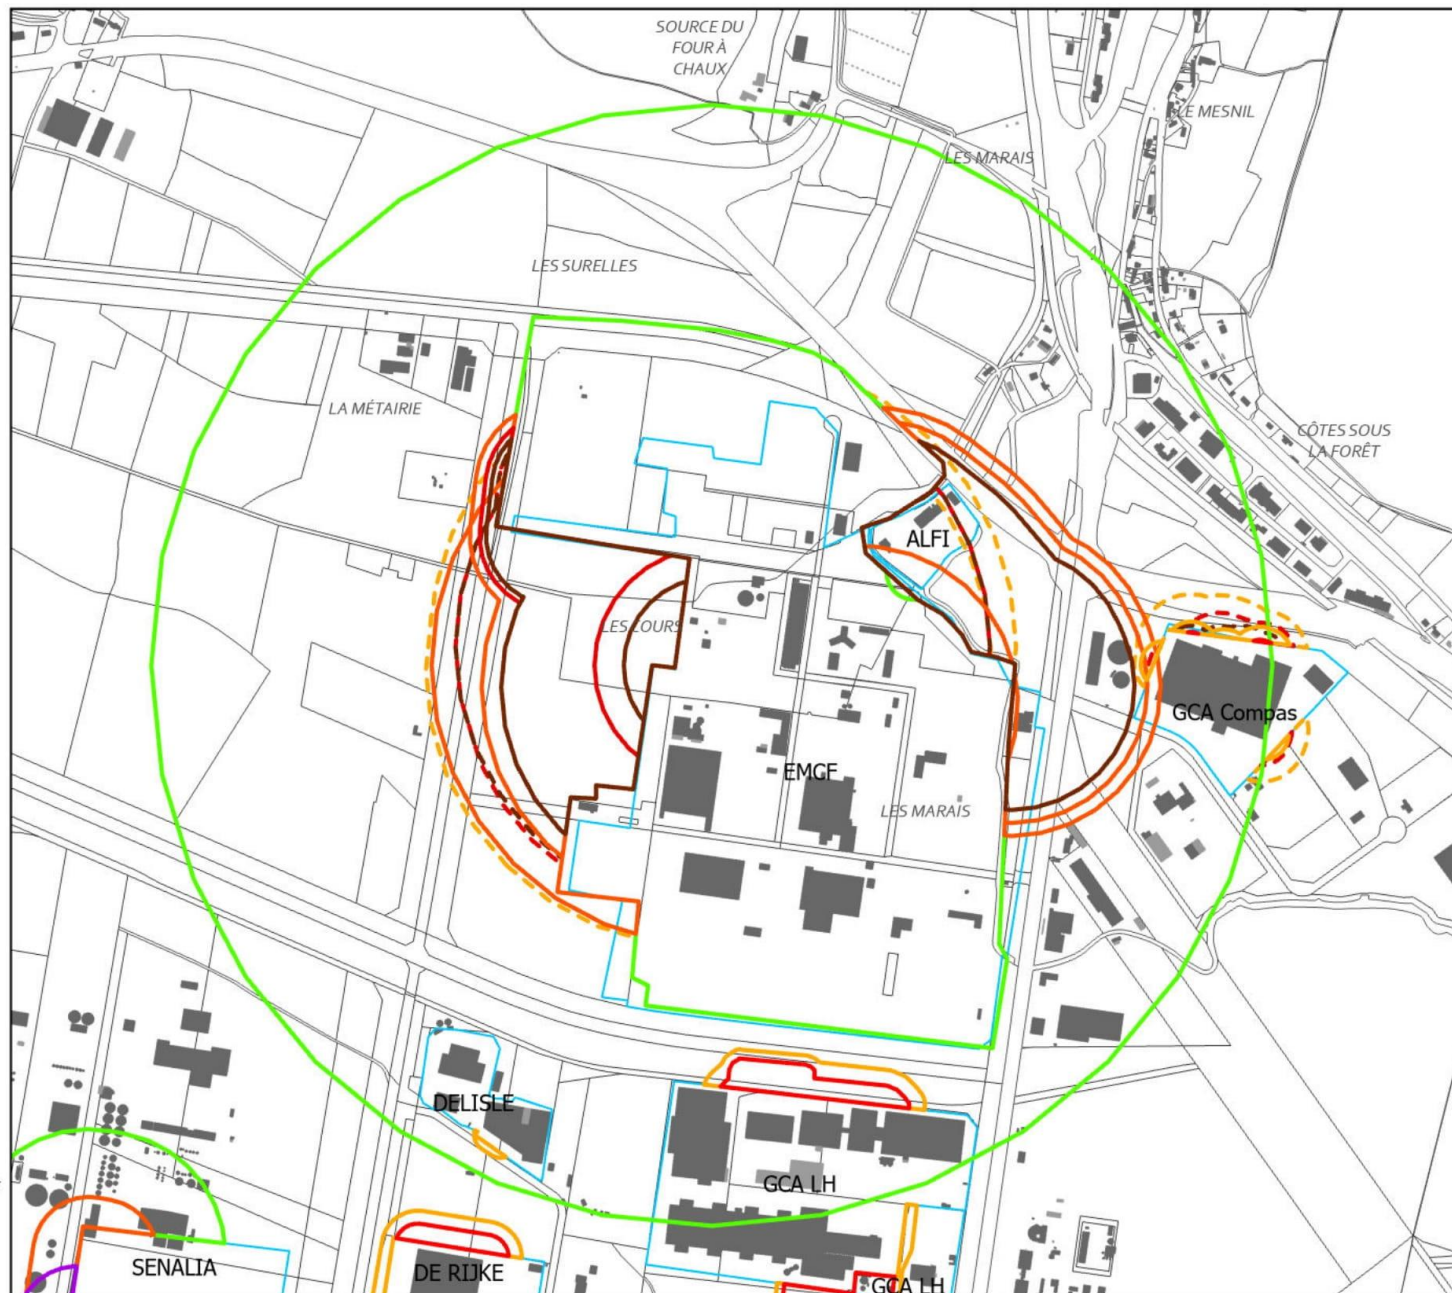 SOURCE DU
FOUR À
CHAUX
LE MESNIL
LES MARAIS
LES SURELLES
LA MÉTAIRIE
CÔTES SOUS
LA FORÊT
ALFI
LES COURS
GCA Compas
EMCF
LES MARAIS
DELISLE
GCA LH
SENALIA
DE RIJKE
GCA LH